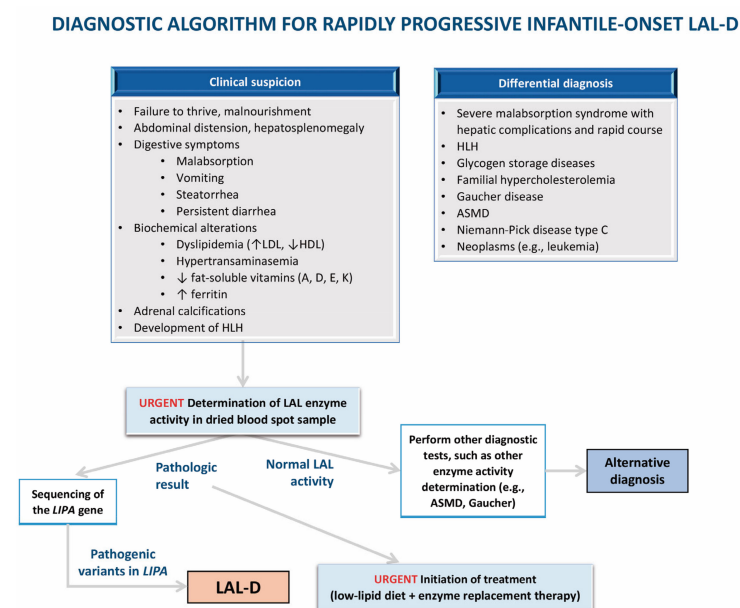 DIAGNOSTIC ALGORITHM FOR RAPIDLY PROGRESSIVE INFANTILE-ONSET LAL-D
Clinical suspicion
• Failure to thrive, malnourishment
• Abdominal distension, hepatosplenomegaly
• Digestive symptoms
• Malabsorption
• Vomiting
• Steatorrhea
• Persistent diarrhea
• Biochemical alterations
• Dyslipidemia (↑LDL, ↓HDL)
• Hypertransaminasemia
• ↓ fat-soluble vitamins (A, D, E, K)
• ↑ ferritin
• Adrenal calcifications
• Development of HLH
Differential diagnosis
• Severe malabsorption syndrome with
hepatic complications and rapid course
• HLH
• Glycogen storage diseases
• Familial hypercholesterolemia
• Gaucher disease
• ASMD
• Niemann-Pick disease type C
• Neoplasms (e.g., leukemia)
URGENT Determination of LAL enzyme
activity in dried blood spot sample
Pathologic
result
Normal LAL
activity
Perform other diagnostic
tests, such as other
enzyme activity
determination (e.g.,
ASMD, Gaucher)
Alternative
diagnosis
Sequencing of
the LIPA gene
Pathogenic
variants in LIPA
LAL-D
URGENT Initiation of treatment
(low-lipid diet + enzyme replacement therapy)